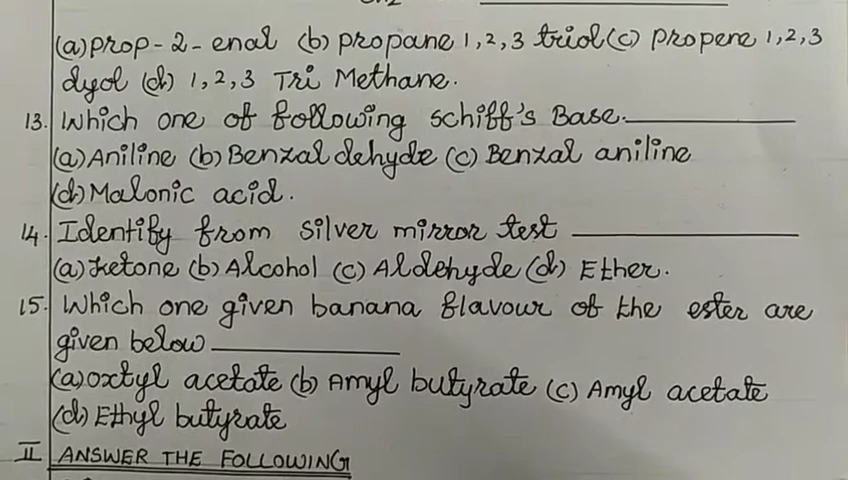 (a) prop - 2 - enal (b) propane 1,2,3 triol (c) propene 1,2,3
dyol (d) 1,2,3 Tri Methane.
13. Which one of following schiff's Base.
(a) Aniline (b) Benzaldehyde (c) Benzal aniline
(d) Malonic acid.
14. Identify from silver mirror test
(a) Ketone (b) Alcohol (c) Aldehyde (d) Ether.
15. Which one given banana flavour of the ester are
given below
(a) oxtyl acetate (b) Amyl butyrate (c) Amyl acetate
(d) Ethyl butyrate
II ANSWER THE FOLLOWING